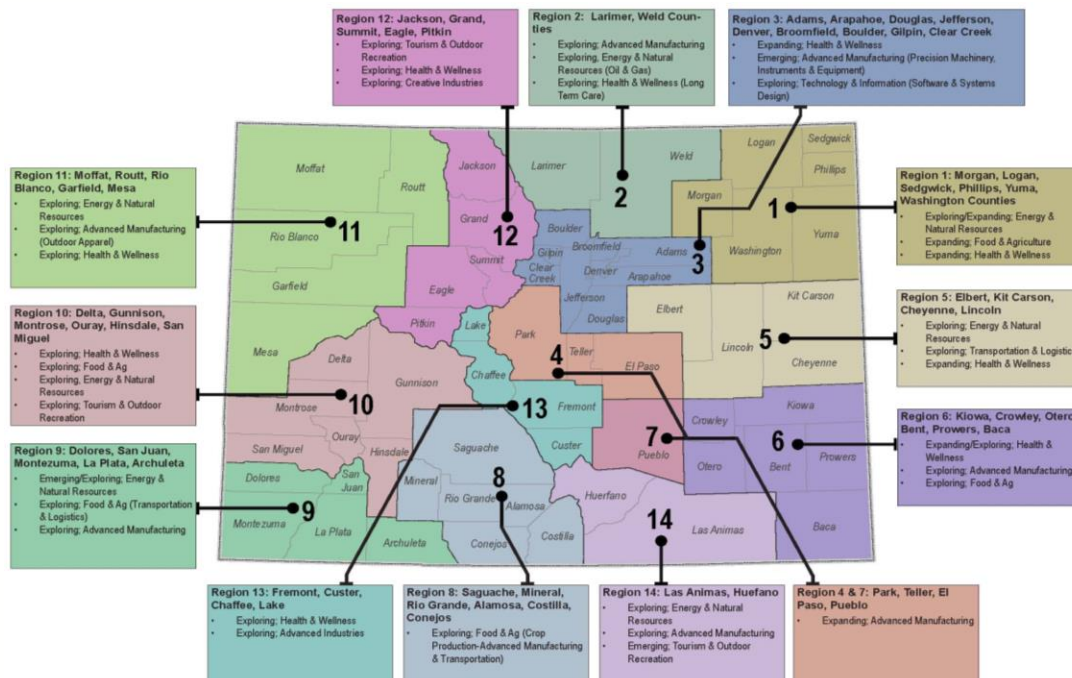 Region 12: Jackson, Grand,
Summit, Eagle, Pitkin
• Exploring; Tourism & Outdoor
Recreation
• Exploring; Health & Wellness
• Exploring; Creative Industries
Region 2: Larimer, Weld Coun-
ties
• Exploring; Advanced Manufacturing
• Exploring, Energy & Natural
Resources (Oil & Gas)
• Exploring; Health & Wellness (Long
Term Care)
Region 3: Adams, Arapahoe, Douglas, Jefferson,
Denver, Broomfield, Boulder, Gilpin, Clear Creek
• Expanding; Health & Wellness
• Emerging; Advanced Manufacturing (Precision Machinery,
Instruments & Equipment)
• Exploring; Technology & Information (Software & Systems
Design)
Region 11: Moffat, Routt, Rio
Blanco, Garfield, Mesa
• Exploring; Energy & Natural
Resources
• Exploring; Advanced Manufacturing
(Outdoor Apparel)
• Exploring; Health & Wellness
Region 10: Delta, Gunnison,
Montrose, Ouray, Hinsdale, San
Miguel
• Exploring; Health & Wellness
• Exploring; Food & Ag
• Exploring, Energy & Natural
Resources
• Exploring; Tourism & Outdoor
Recreation
Region 9: Dolores, San Juan,
Montezuma, La Plata, Archuleta
• Emerging/Exploring; Energy &
Natural Resources
• Exploring; Food & Ag (Transportation
& Logistics)
• Exploring; Advanced Manufacturing
Moffat
Routt
Rio Blanco
11
Garfield
Mesa
Jackson
Grand
12
Summit
Eagle
Pitkin
Larimer
Weld
2
Logan
Sedgwick
Phillips
Morgan
1
Washington
Yuma
Boulder
Gilpin
Broomfield
Adams
3
Clear
Creek
Denver
Arapahoe
Jefferson
Douglas
Elbert
Kit Carson
Lincoln
5
Cheyenne
Lake
Park
Teller
4
El Paso
Chaffee
13
Fremont
Custer
Delta
Gunnison
10
Montrose
Ouray
San Miguel
Hinsdale
Pueblo
7
Crowley
Kiowa
6
Otero
Bent
Prowers
Baca
Dolores
San
Juan
Montezuma
9
La Plata
Archuleta
Saguache
Mineral
8
Rio Grande
Alamosa
Conejos
Costilla
Huerfano
14
Las Animas
Region 1: Morgan, Logan,
Sedgwick, Phillips, Yuma,
Washington Counties
• Exploring/Expanding; Energy &
Natural Resources
• Expanding; Food & Agriculture
• Expanding; Health & Wellness
Region 5: Elbert, Kit Carson,
Cheyenne, Lincoln
• Exploring; Energy & Natural
Resources
• Exploring; Transportation & Logistic
• Expanding; Health & Wellness
Region 6: Kiowa, Crowley, Otero
Bent, Prowers, Baca
• Expanding/Exploring; Health &
Wellness
• Exploring; Advanced Manufacturing
• Exploring; Food & Ag
Region 13: Fremont, Custer,
Chaffee, Lake
• Exploring; Health & Wellness
• Exploring; Advanced Industries
Region 8: Saguache, Mineral,
Rio Grande, Alamosa, Costilla,
Conejos
• Exploring; Food & Ag (Crop
Production-Advanced Manufacturing
& Transportation)
Region 14: Las Animas, Huefano
• Exploring; Energy & Natural
Resources
• Exploring; Advanced Manufacturing
• Emerging; Tourism & Outdoor
Recreation
Region 4 & 7: Park, Teller, El
Paso, Pueblo
• Expanding; Advanced Manufacturing